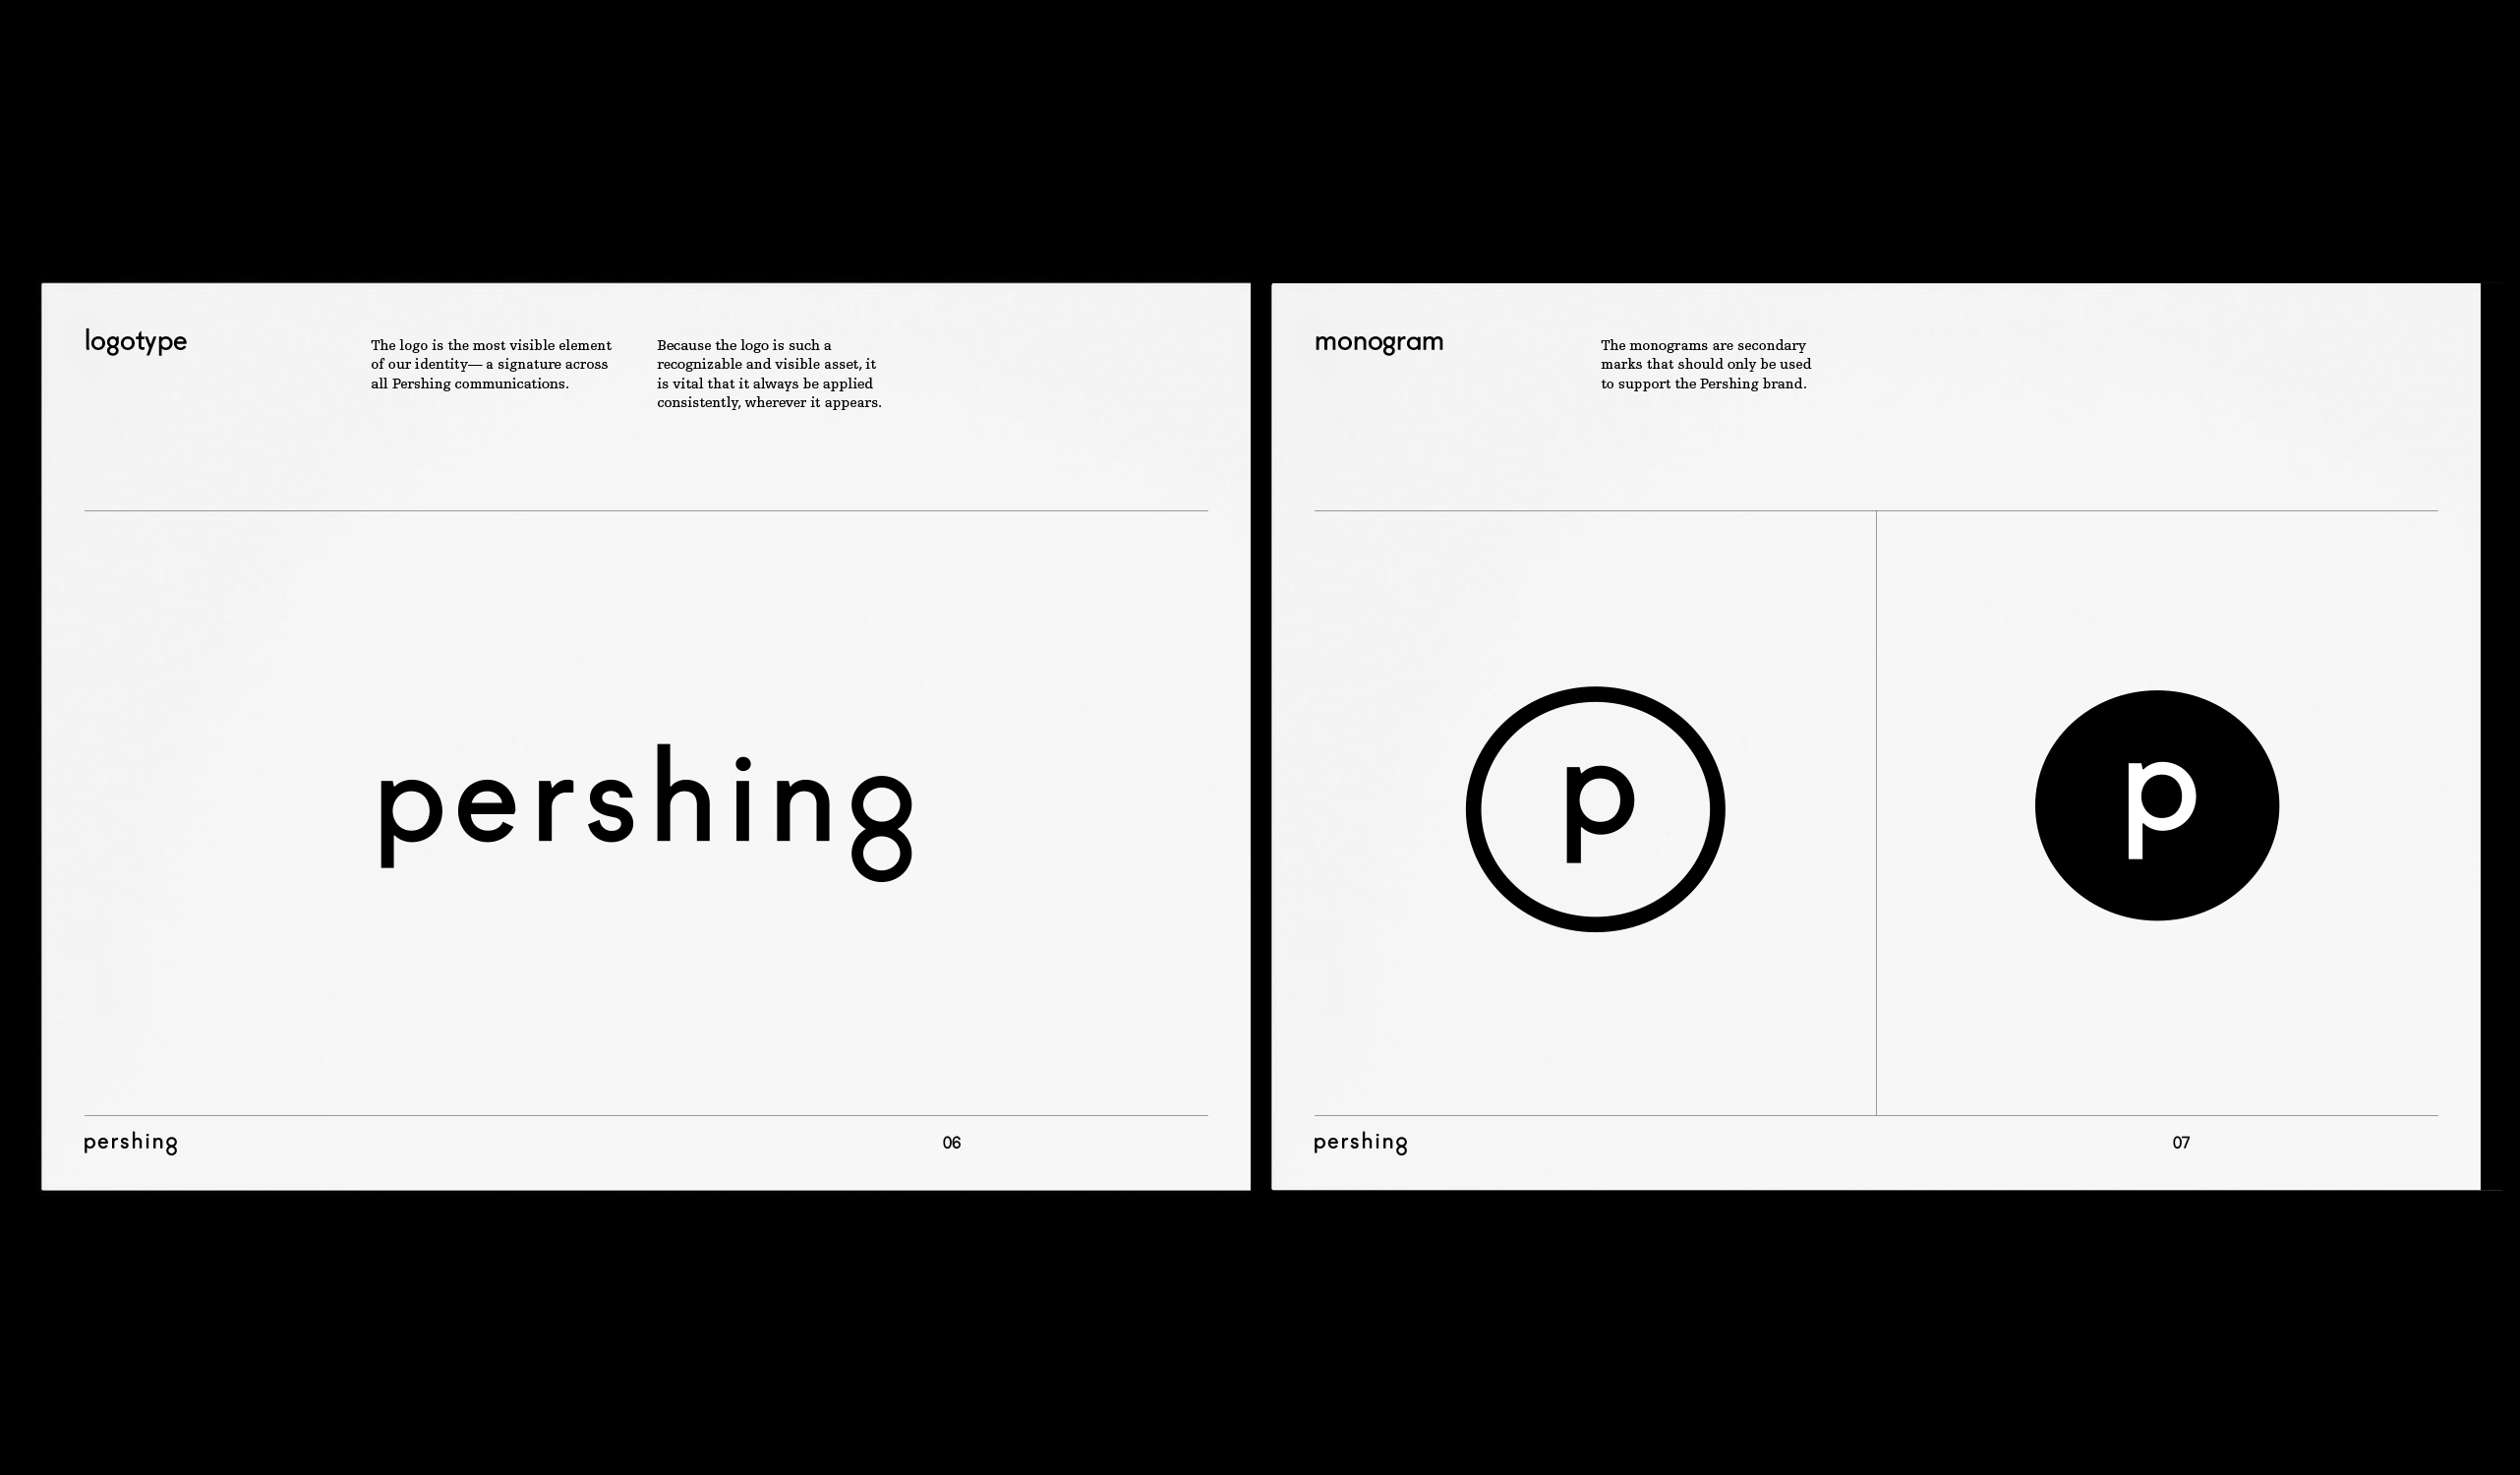 logotype
The logo is the most visible element
of our identity— a signature across
all Pershing communications.
Because the logo is such a
recognizable and visible asset, it
is vital that it always be applied
consistently, wherever it appears.
pershing
pershing
06
monogram
The monograms are secondary
marks that should only be used
to support the Pershing brand.
p
p
pershing
07